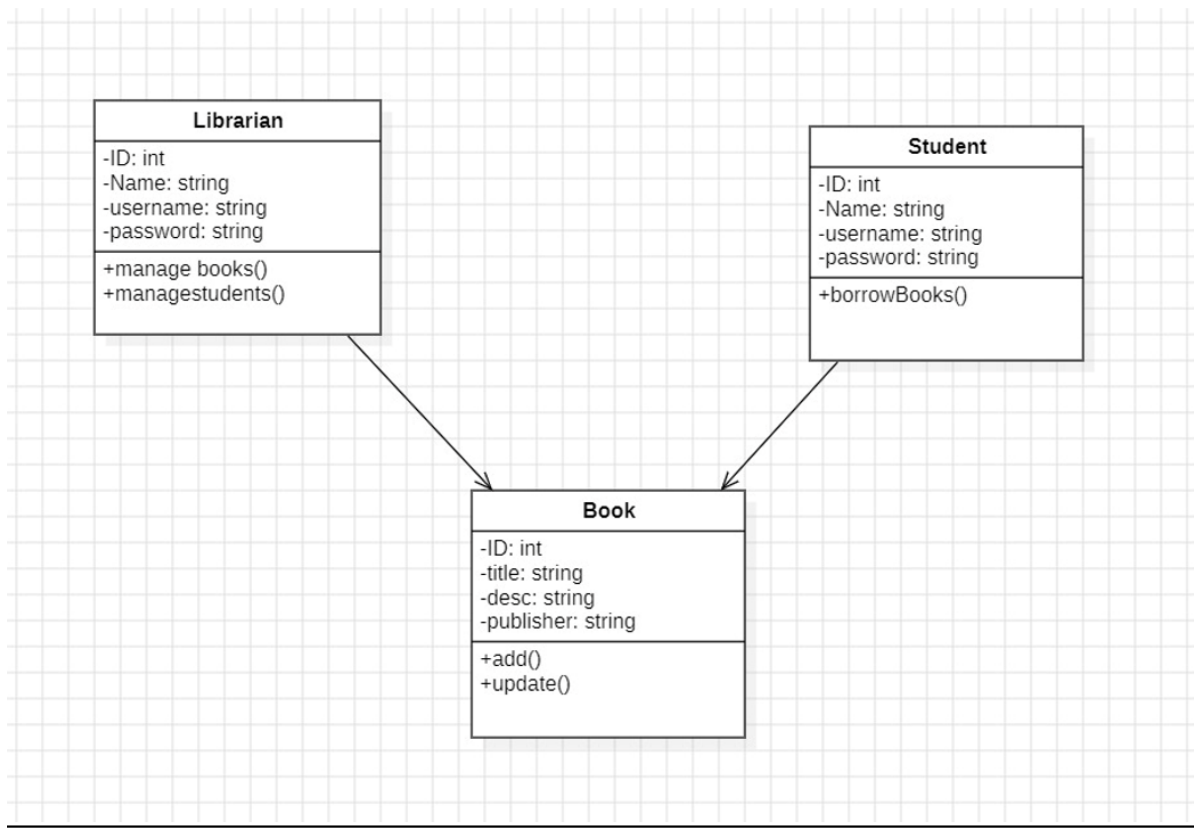 Librarian
-ID: int
-Name: string
-username: string
-password: string
+manage books()
+managestudents()
Student
-ID: int
-Name: string
-username: string
-password: string
+borrowBooks()
Book
-ID: int
-title: string
-desc: string
-publisher: string
+add()
+update()